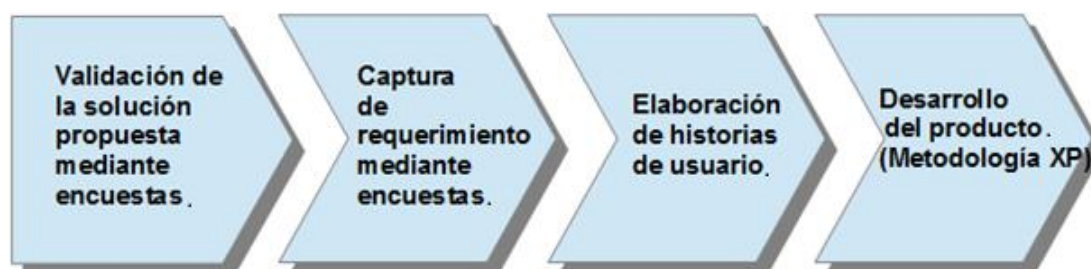 Validación de
la solución
propuesta
mediante
encuestas.
Captura
de
requerimiento
mediante
encuestas.
Elaboración
de historias
de usuario.
Desarrollo
del producto.
(Metodología XP)